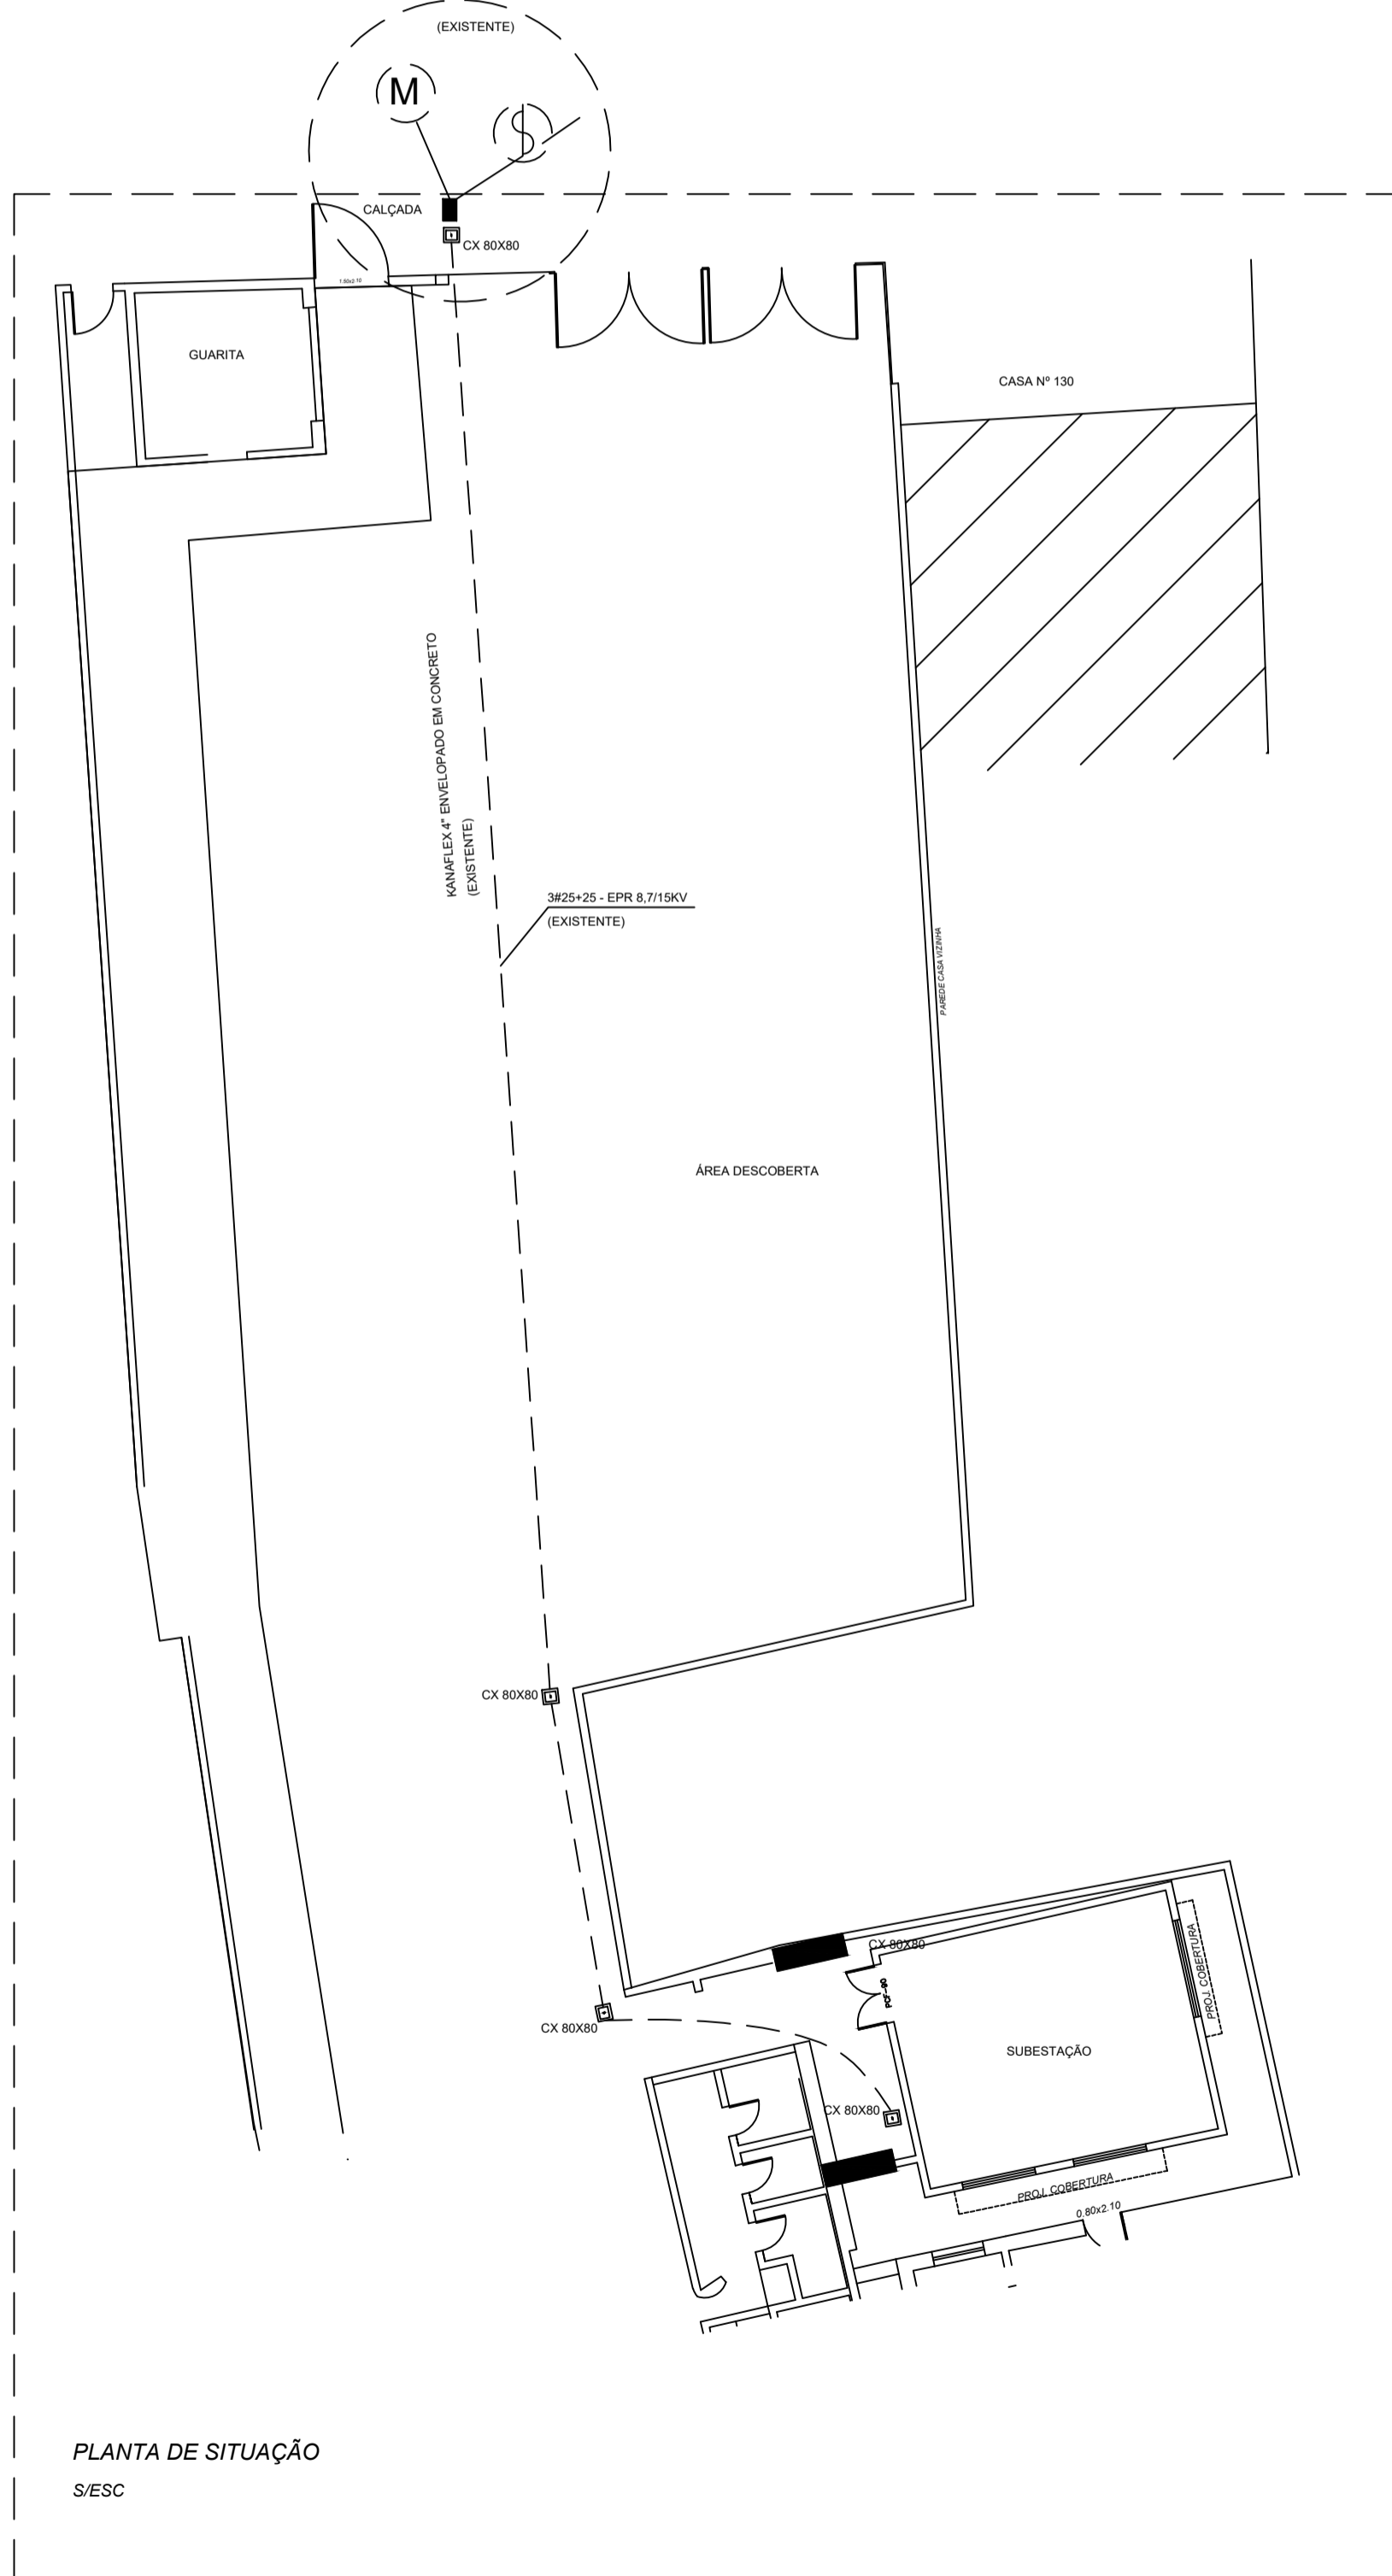 (EXISTENTE)
M
S
CALÇADA
CX 80X80
1.50x2.10
GUARITA
CASA Nº 130
KANAFLEX 4" ENVELOPADO EM CONCRETO
(EXISTENTE)
3#25+25 - EPR 8,7/15KV
(EXISTENTE)
PAREDE CASA VIZINHA
ÁREA DESCOBERTA
CX 80X80
CX 80X80
PCF-90
PROJ. COBERTURA
CX 80X80
SUBESTAÇÃO
CX 80X80
PROJ. COBERTURA
0.80x2.10
PLANTA DE SITUAÇÃO
S/ESC